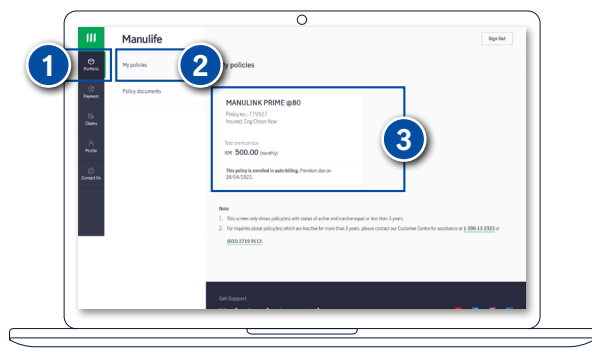 Manulife
Sign Out
1
Portfolio
My policies
2
My policies
Payment
Policy documents
Claims
Profile
Contact Us
MANULINK PRIME @80
Policy no.: 779927
Insured: Eng Chison Kow
Total premium due
RM 500.00 (monthly)
This policy is enrolled in auto-billing. Premium due on
28/04/2023.
3
Note
1. This screen only shows policy(ies) with status of active and inactive equal or less than 3 years.
2. For inquiries about policy(ies) which are inactive for more than 3 years, please contact our Customer Centre for assistance at 1-300-13-2323 or
(603) 2719 9112.
Get Support